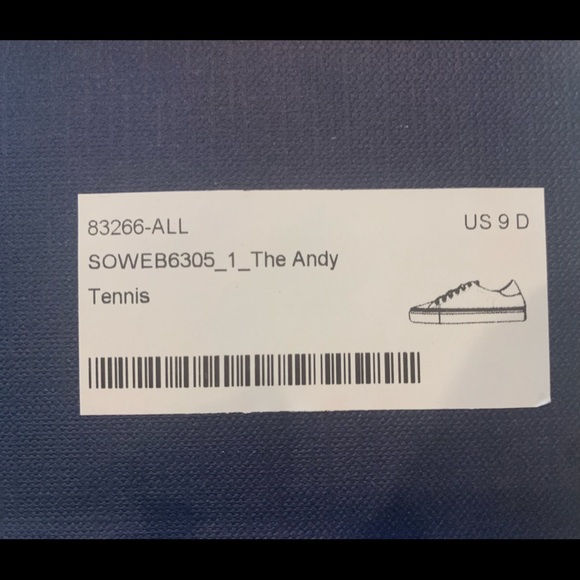 83266-ALL US 9 D
SOWEB6305_1_The Andy
Tennis